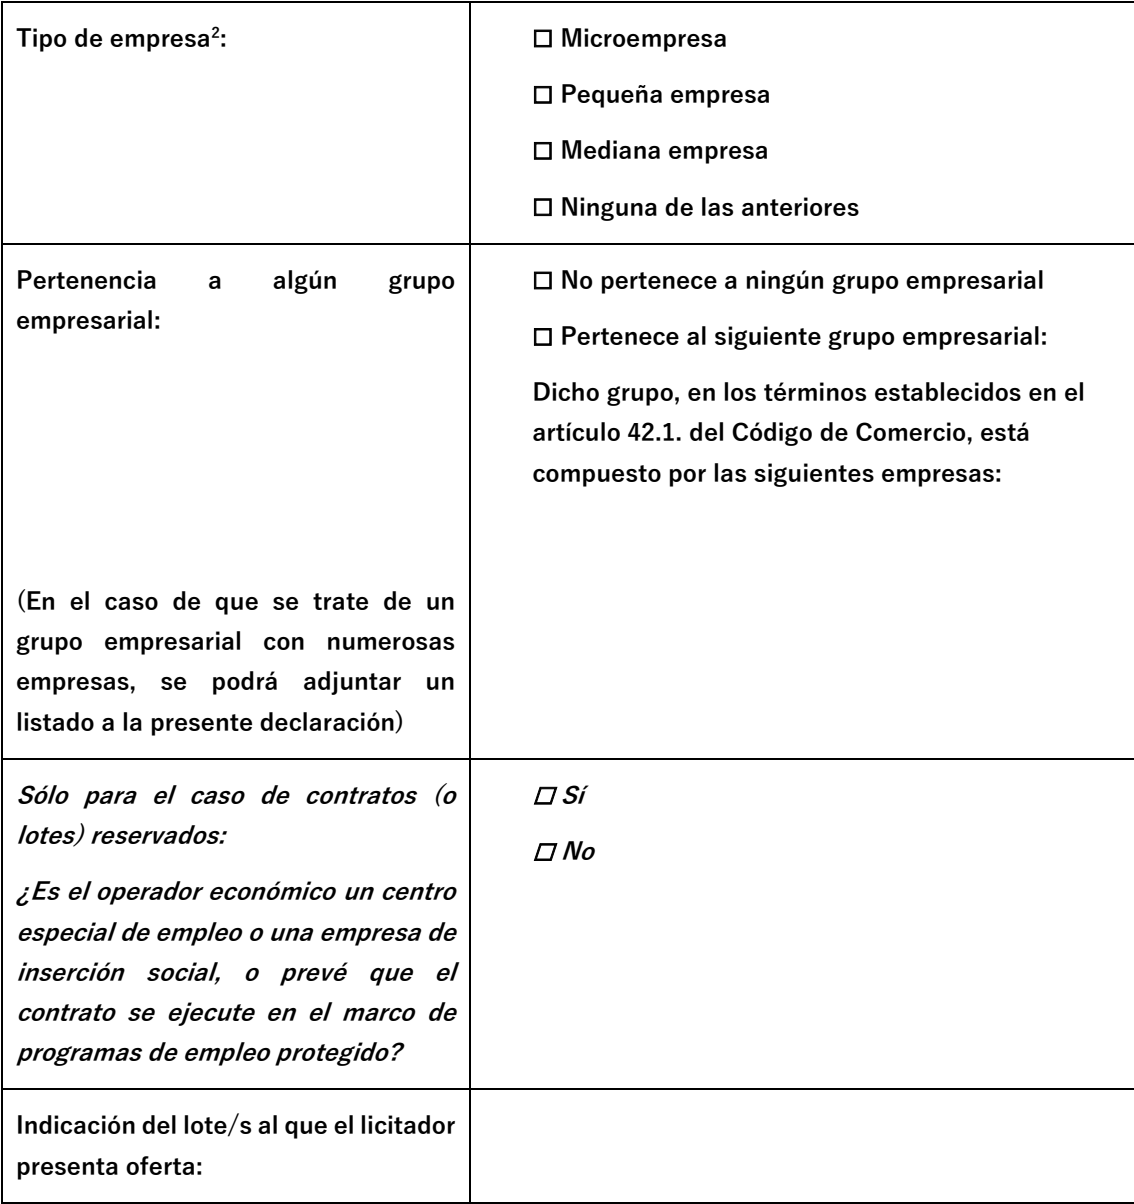 Tipo de empresa²:
☐ Microempresa
☐ Pequeña empresa
☐ Mediana empresa
☐ Ninguna de las anteriores
Pertenencia a algún grupo
empresarial:
(En el caso de que se trate de un
grupo empresarial con numerosas
empresas, se podrá adjuntar un
listado a la presente declaración)
☐ No pertenece a ningún grupo empresarial
☐ Pertenece al siguiente grupo empresarial:
Dicho grupo, en los términos establecidos en el
artículo 42.1. del Código de Comercio, está
compuesto por las siguientes empresas:
Sólo para el caso de contratos (o
lotes) reservados:
¿Es el operador económico un centro
especial de empleo o una empresa de
inserción social, o prevé que el
contrato se ejecute en el marco de
programas de empleo protegido?
☐ Sí
☐ No
Indicación del lote/s al que el licitador
presenta oferta: